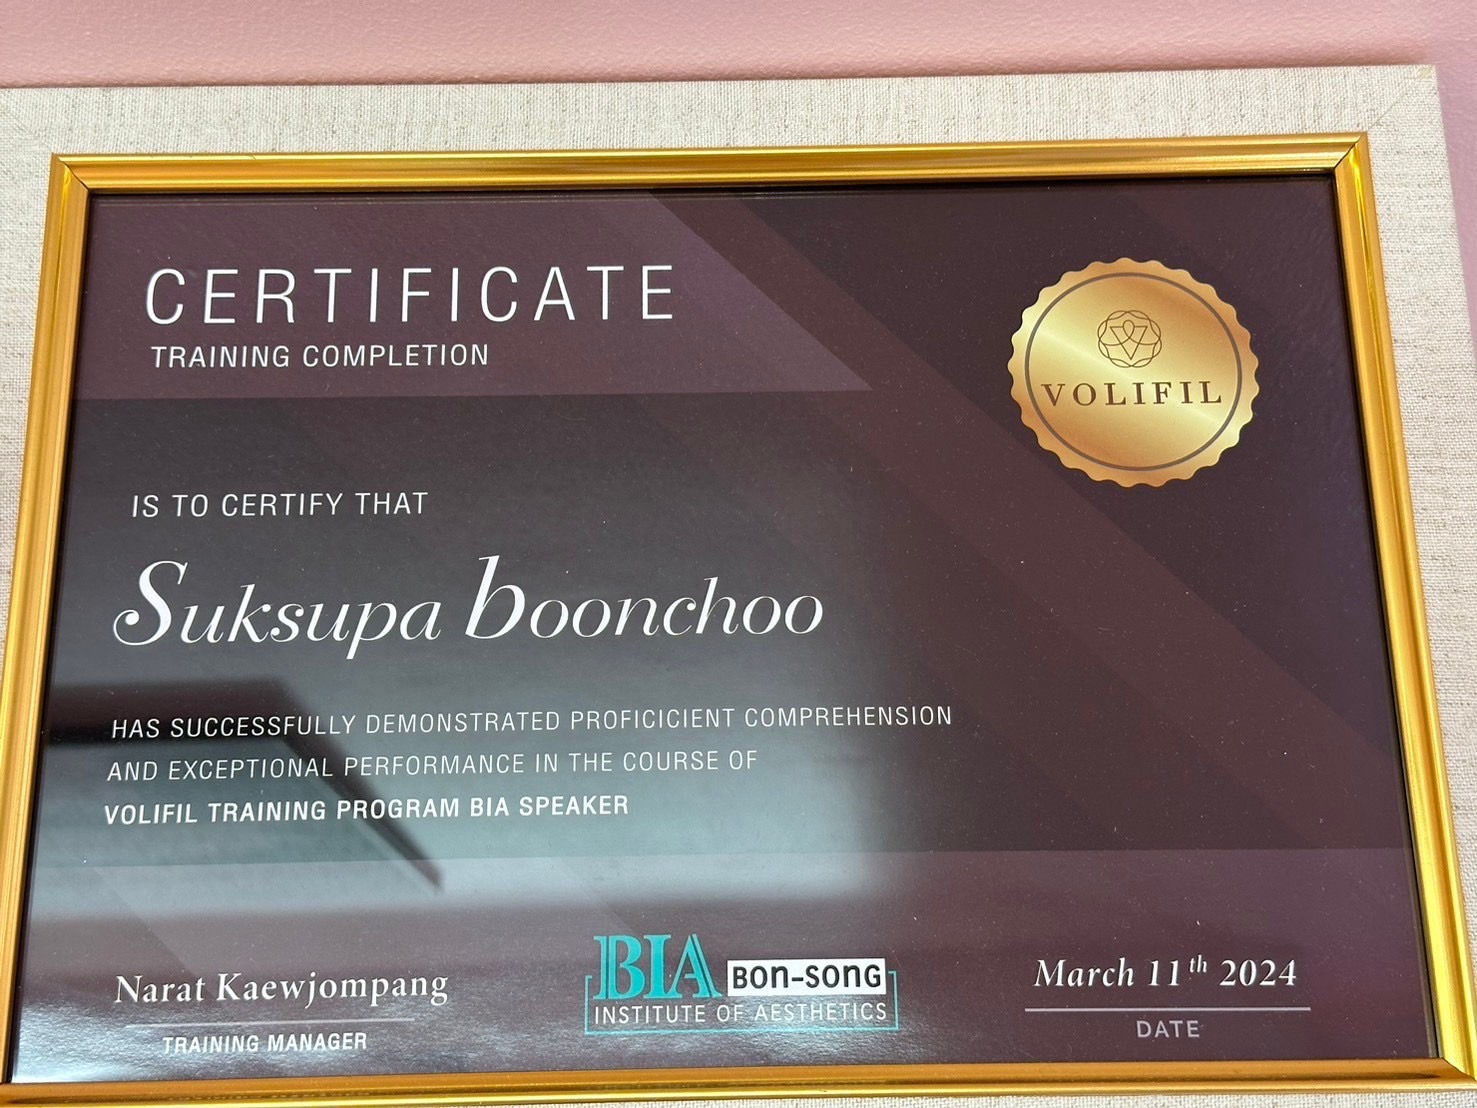 CERTIFICATE
TRAINING COMPLETION
VOLIFIL
IS TO CERTIFY THAT
Suksupa boonchoo
HAS SUCCESSFULLY DEMONSTRATED PROFICICIENT COMPREHENSION
AND EXCEPTIONAL PERFORMANCE IN THE COURSE OF
VOLIFIL TRAINING PROGRAM BIA SPEAKER
Narat Kaewjompang
TRAINING MANAGER
BIA BON-SONG
INSTITUTE OF AESTHETICS
March 11th 2024
DATE